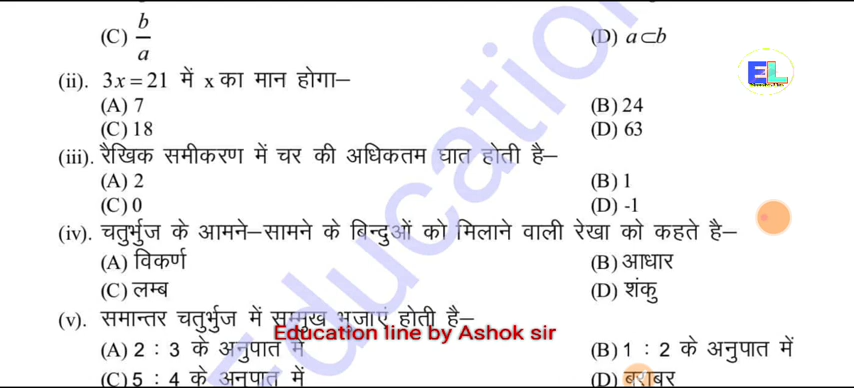 (C) b/a (D) a⊂b
(ii). 3x = 21 में x का मान होगा–
(A) 7 (B) 24
(C) 18 (D) 63
(iii). रैखिक समीकरण में चर की अधिकतम घात होती है–
(A) 2 (B) 1
(C) 0 (D) -1
(iv). चतुर्भुज के आमने–सामने के बिन्दुओं को मिलाने वाली रेखा को कहते है–
(A) विकर्ण (B) आधार
(C) लम्ब (D) शंकु
(v). समान्तर चतुर्भुज में सम्मुख भुजाएं होती है–
Education line by Ashok sir
(A) 2 : 3 के अनुपात में (B) 1 : 2 के अनुपात में
(C) 5 : 4 के अनुपात में (D) बराबर
EL
Education